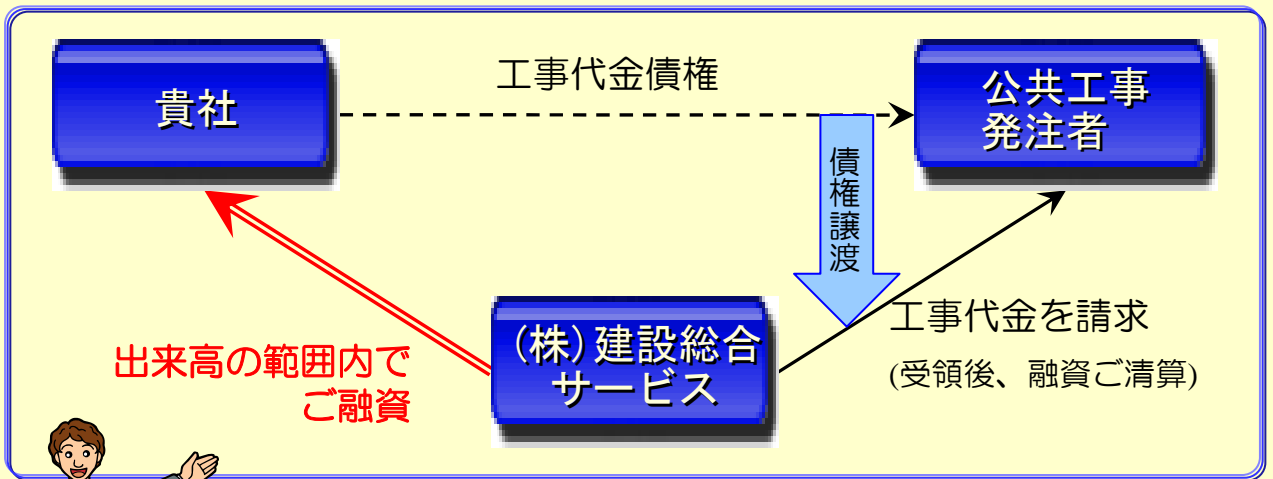 工事代金債権
貴社
公共工事
発注者
債権譲渡
出来高の範囲内で
ご融資
(株)建設総合
サービス
工事代金を請求
(受領後、融資ご清算)